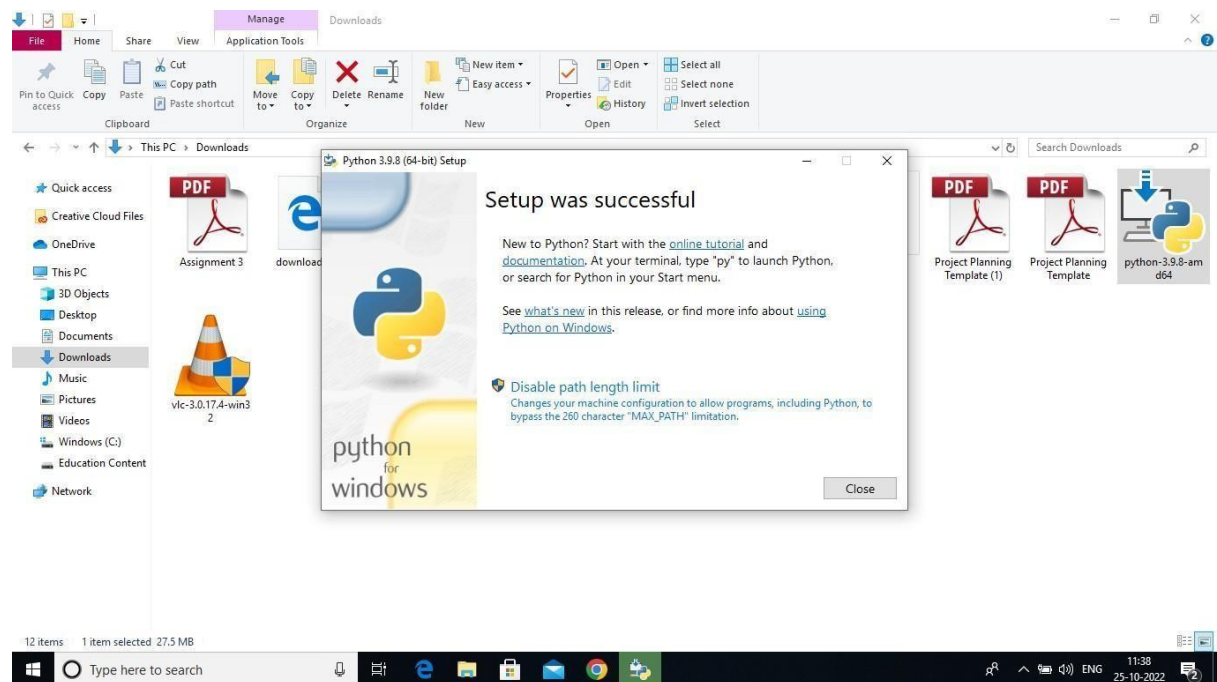 Manage
Downloads
File
Home
Share
View
Application Tools
Pin to Quick access
Copy
Paste
Cut
Copy path
Paste shortcut
Move to
Copy to
Delete
Rename
New folder
New item
Easy access
Properties
Open
Edit
History
Select all
Select none
Invert selection
Clipboard
Organize
New
Open
Select
This PC › Downloads
Search Downloads
Quick access
Creative Cloud Files
OneDrive
This PC
3D Objects
Desktop
Documents
Downloads
Music
Pictures
Videos
Windows (C:)
Education Content
Network
PDF
Assignment 3
download
vlc-3.0.17.4-win3
2
Python 3.9.8 (64-bit) Setup
Setup was successful
New to Python? Start with the online tutorial and
documentation. At your terminal, type "py" to launch Python,
or search for Python in your Start menu.
See what's new in this release, or find more info about using
Python on Windows.
Disable path length limit
Changes your machine configuration to allow programs, including Python, to
bypass the 260 character "MAX_PATH" limitation.
python
for
windows
Close
PDF
Project Planning
Template (1)
PDF
Project Planning
Template
python-3.9.8-am
d64
12 items
1 item selected 27.5 MB
Type here to search
ENG
11:38
25-10-2022
2